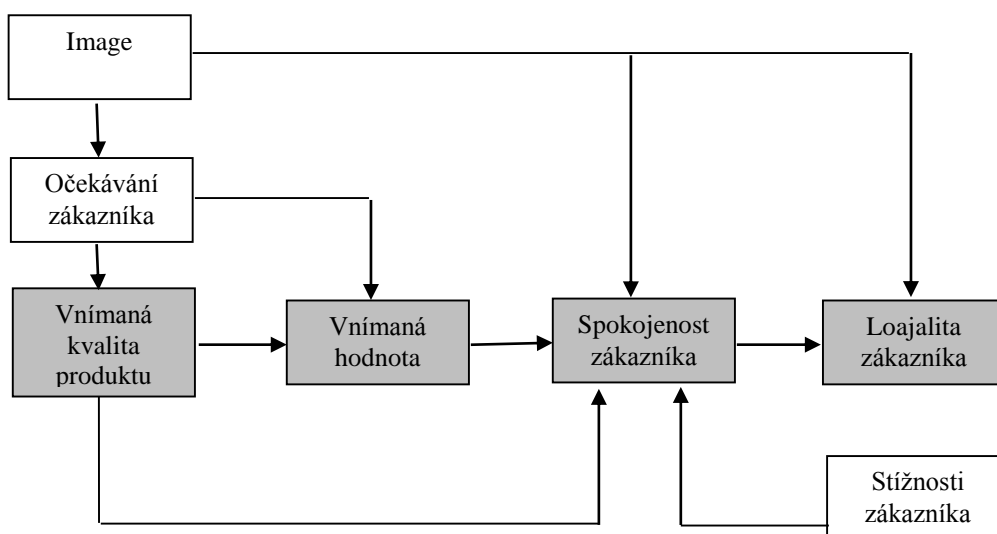 Image
Očekávání
zákazníka
Vnímaná
kvalita
produktu
Vnímaná
hodnota
Spokojenost
zákazníka
Loajalita
zákazníka
Stížnosti
zákazníka